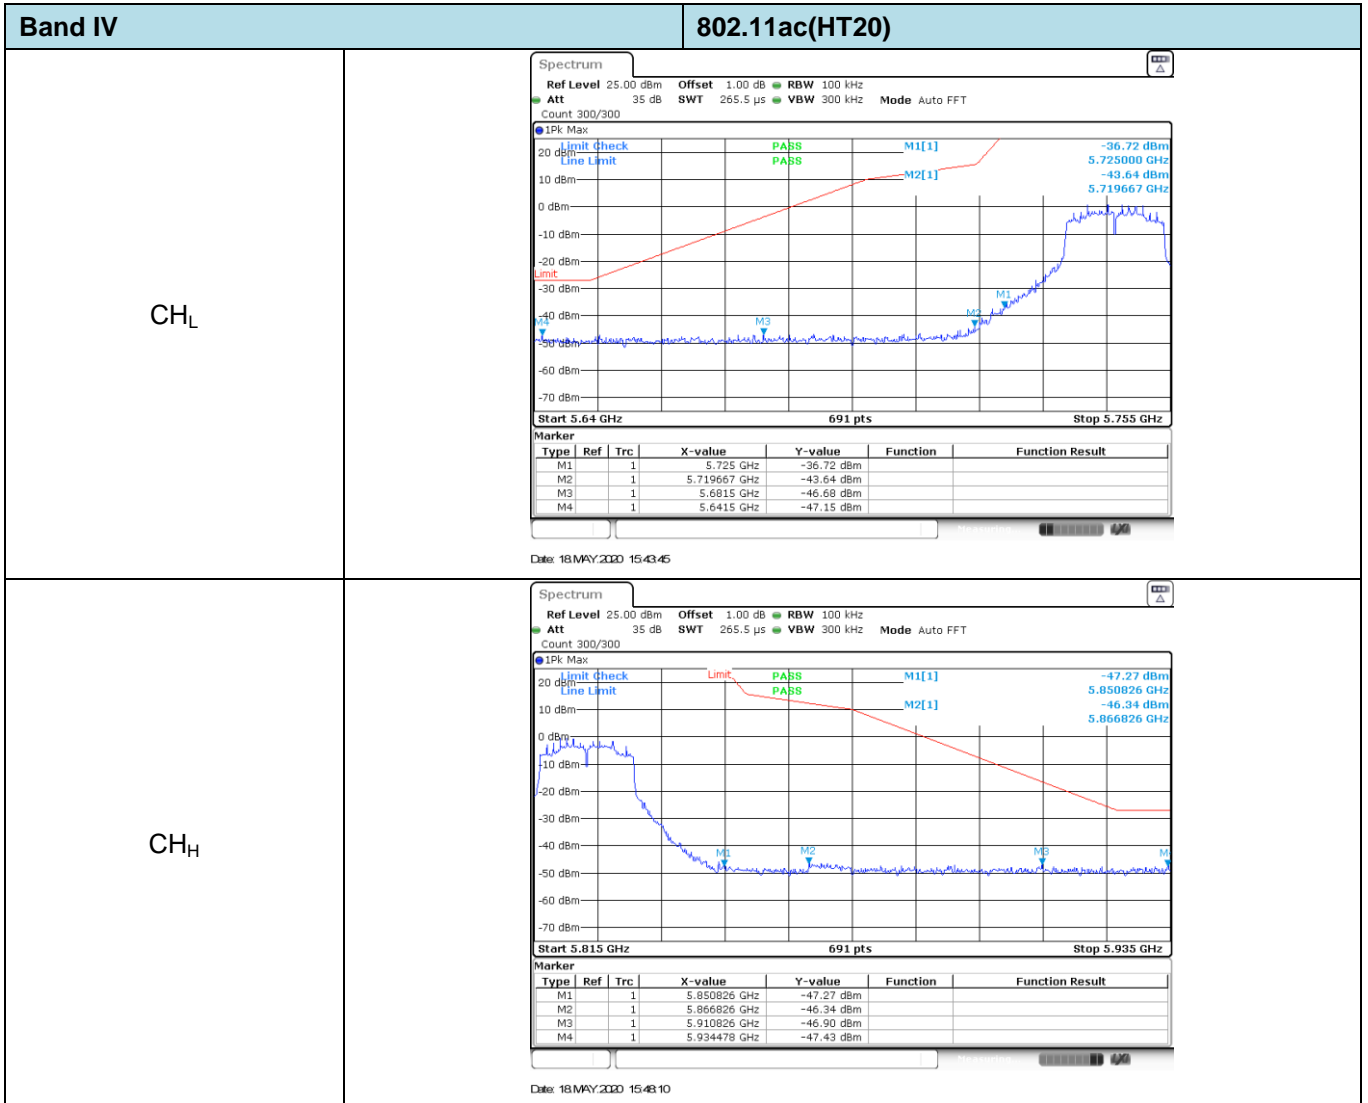 Band IV 802.11ac(HT20)
CHL
Spectrum
Ref Level 25.00 dBm Offset 1.00 dB RBW 100 kHz
Att 35 dB SWT 265.5 µs VBW 300 kHz Mode Auto FFT
Count 300/300
1Pk Max
Limit Check PASS M1[1] -36.72 dBm
20 dBm
Line Limit PASS 5.725000 GHz
10 dBm M2[1] -43.64 dBm
5.719667 GHz
0 dBm
-10 dBm
-20 dBm
Limit
-30 dBm
M1
-40 dBm
M2
M4 M3
-50 dBm
-60 dBm
-70 dBm
Start 5.64 GHz 691 pts Stop 5.755 GHz
Marker
Type Ref Trc X-value Y-value Function Function Result
M1 1 5.725 GHz -36.72 dBm
M2 1 5.719667 GHz -43.64 dBm
M3 1 5.6815 GHz -46.68 dBm
M4 1 5.6415 GHz -47.15 dBm
Measuring...
Date: 18.MAY.2020 15:43:45
CHH
Spectrum
Ref Level 25.00 dBm Offset 1.00 dB RBW 100 kHz
Att 35 dB SWT 265.5 µs VBW 300 kHz Mode Auto FFT
Count 300/300
1Pk Max
Limit Check Limit PASS M1[1] -47.27 dBm
20 dBm
Line Limit PASS 5.850826 GHz
10 dBm M2[1] -46.34 dBm
5.866826 GHz
0 dBm
-10 dBm
-20 dBm
-30 dBm
-40 dBm
M1 M2 M3 M
-50 dBm
-60 dBm
-70 dBm
Start 5.815 GHz 691 pts Stop 5.935 GHz
Marker
Type Ref Trc X-value Y-value Function Function Result
M1 1 5.850826 GHz -47.27 dBm
M2 1 5.866826 GHz -46.34 dBm
M3 1 5.910826 GHz -46.90 dBm
M4 1 5.934478 GHz -47.43 dBm
Measuring...
Date: 18.MAY.2020 15:48:10